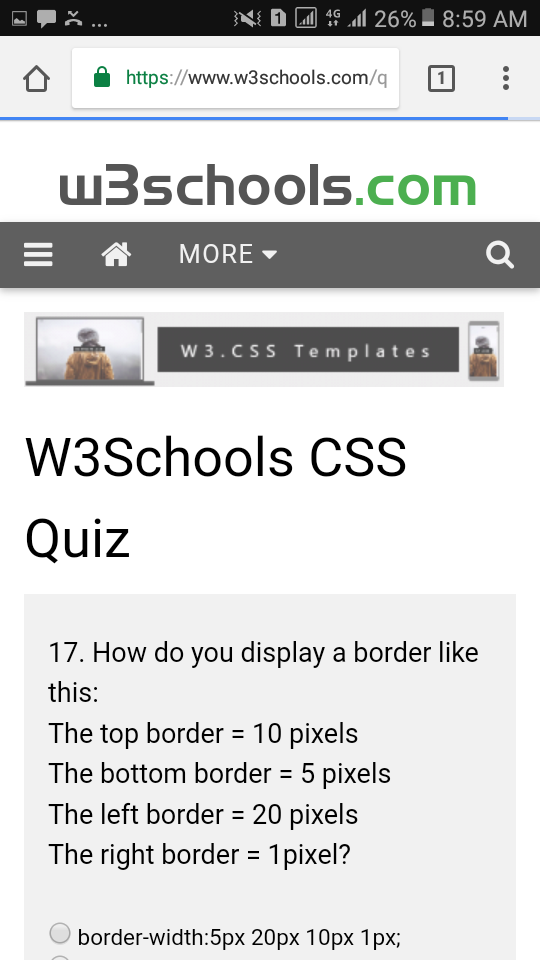 ... 1 4G 26% 8:59 AM
https://www.w3schools.com/q 1
w3schools.com
MORE
W3.CSS Templates
W3Schools CSS
Quiz
17. How do you display a border like
this:
The top border = 10 pixels
The bottom border = 5 pixels
The left border = 20 pixels
The right border = 1pixel?
border-width:5px 20px 10px 1px;